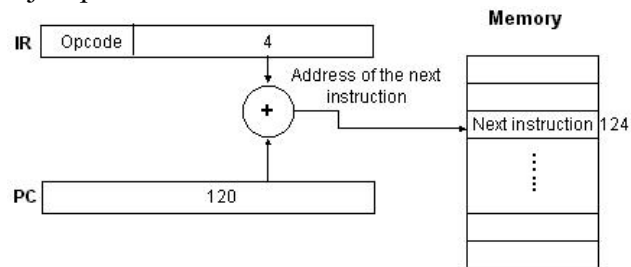 Memory
IR Opcode 4
Address of the next
instruction
+
Next instruction 124
PC 120